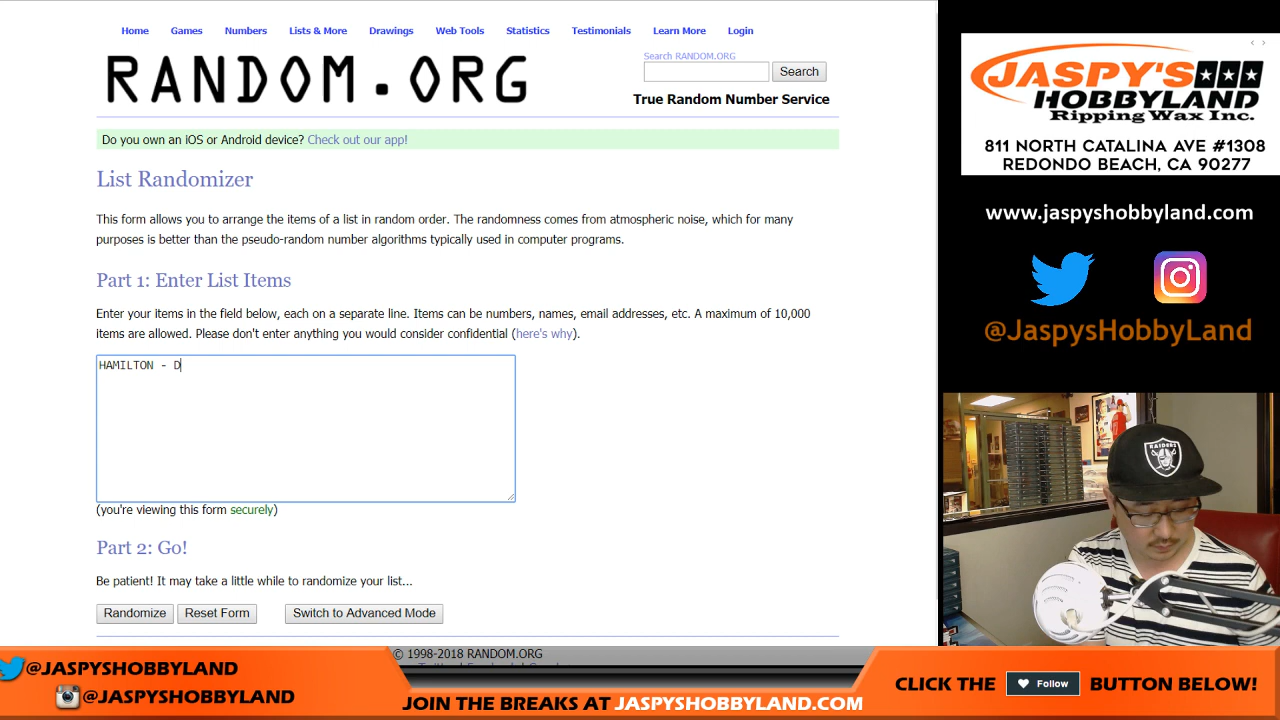 Home Games Numbers Lists & More Drawings Web Tools Statistics Testimonials Learn More Login
RANDOM.ORG
Search RANDOM.ORG
Search
True Random Number Service
Do you own an iOS or Android device? Check out our app!
List Randomizer
This form allows you to arrange the items of a list in random order. The randomness comes from atmospheric noise, which for many
purposes is better than the pseudo-random number algorithms typically used in computer programs.
Part 1: Enter List Items
Enter your items in the field below, each on a separate line. Items can be numbers, names, email addresses, etc. A maximum of 10,000
items are allowed. Please don't enter anything you would consider confidential (here's why).
HAMILTON - D
(you're viewing this form securely)
Part 2: Go!
Be patient! It may take a little while to randomize your list...
Randomize Reset Form Switch to Advanced Mode
© 1998-2018 RANDOM.ORG
JASPY'S
HOBBYLAND
Ripping Wax Inc.
811 NORTH CATALINA AVE #1308
REDONDO BEACH, CA 90277
www.jaspyshobbyland.com
@JaspysHobbyLand
RAIDERS
@JASPYSHOBBYLAND
@JASPYSHOBBYLAND
JOIN THE BREAKS AT JASPYSHOBBYLAND.COM
CLICK THE Follow BUTTON BELOW!